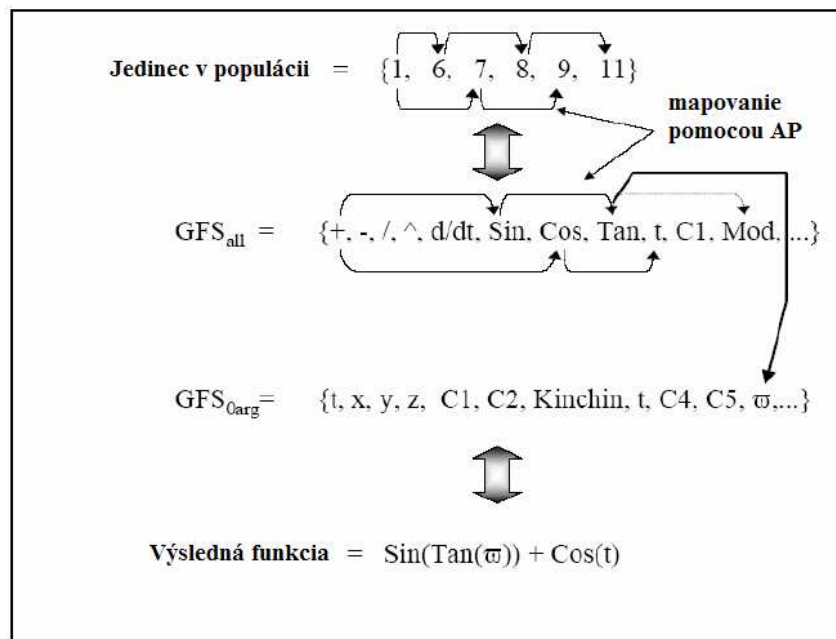 Jedinec v populácii = {1, 6, 7, 8, 9, 11}
mapovanie
pomocou AP
GFSall = {+, -, /, ^, d/dt, Sin, Cos, Tan, t, C1, Mod, ...}
GFS0arg= {t, x, y, z, C1, C2, Kinchin, t, C4, C5, ϖ,...}
Výsledná funkcia = Sin(Tan(ϖ)) + Cos(t)